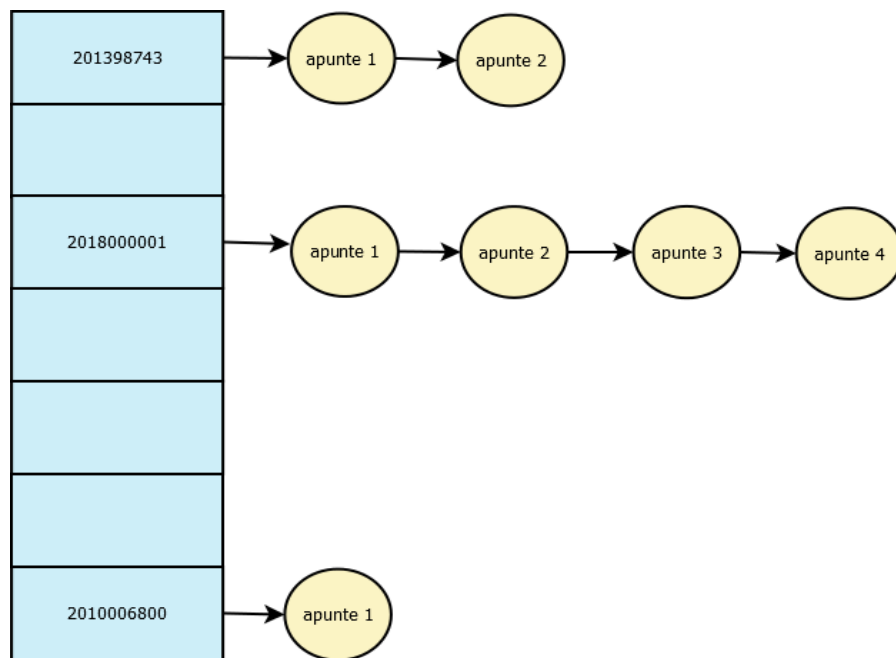 201398743
apunte 1
apunte 2
2018000001
apunte 1
apunte 2
apunte 3
apunte 4
2010006800
apunte 1